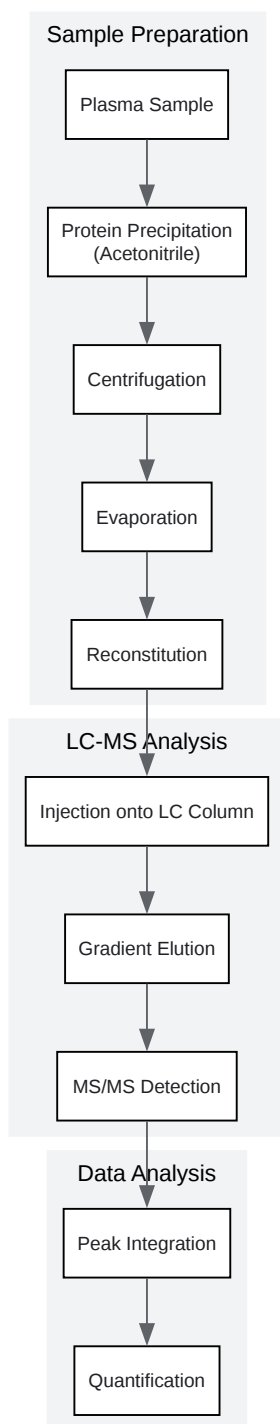 Sample Preparation
Plasma Sample
Protein Precipitation
(Acetonitrile)
Centrifugation
Evaporation
Reconstitution
LC-MS Analysis
Injection onto LC Column
Gradient Elution
MS/MS Detection
Data Analysis
Peak Integration
Quantification